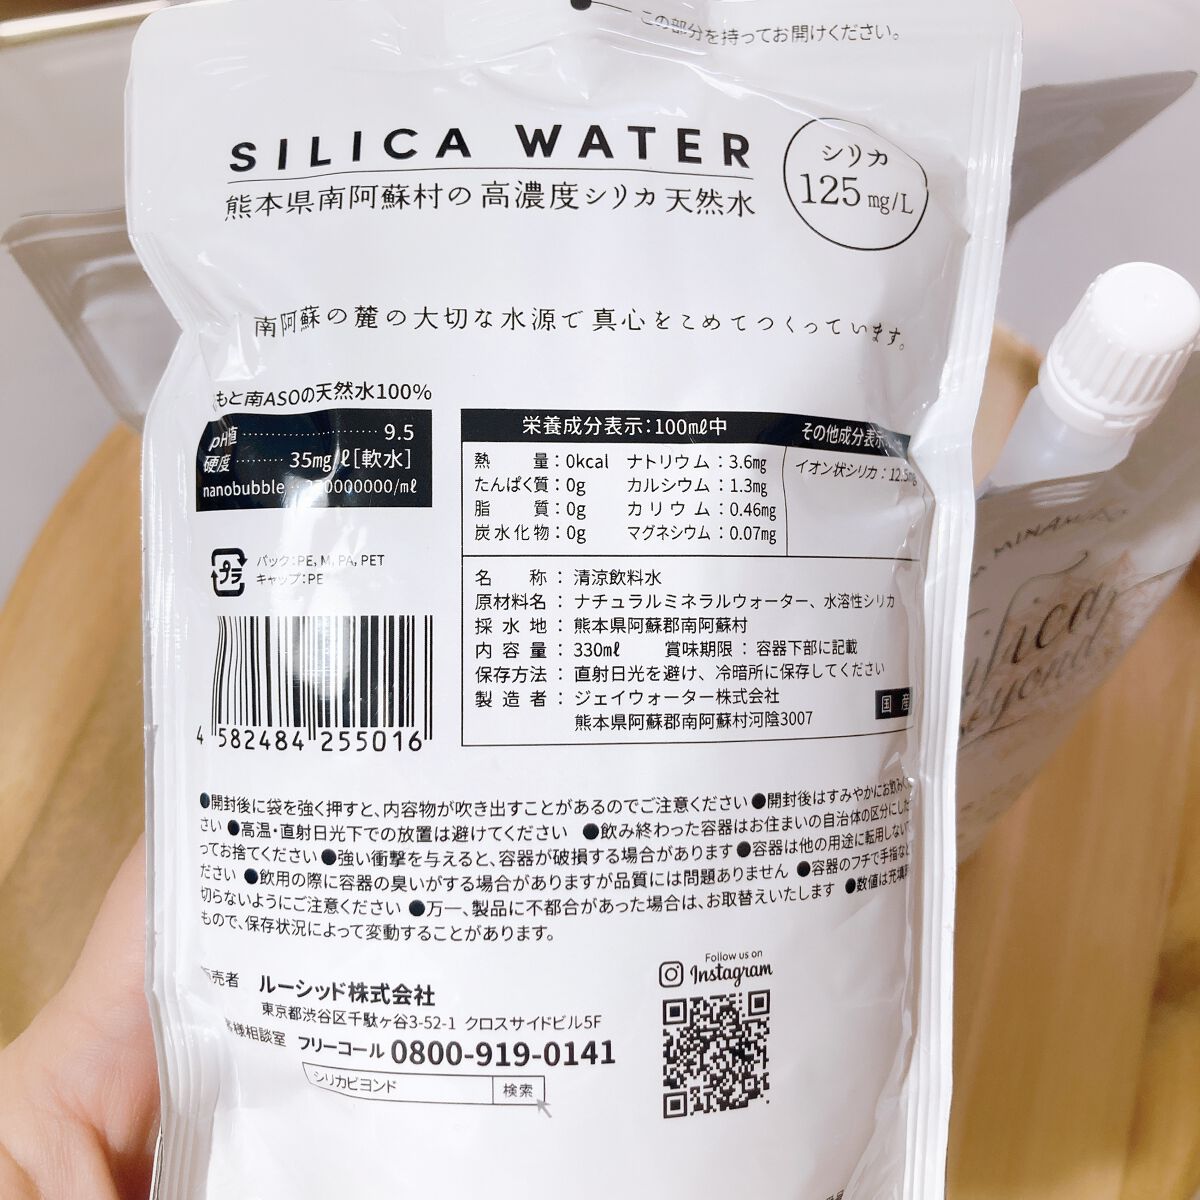 この部分を持ってお開けください。
SILICA WATER
熊本県南阿蘇村の高濃度シリカ天然水
シリカ
125mg/L
南阿蘇の麓の大切な水源で真心をこめてつくっています。
もと南ASOの天然水100%
pH値 9.5
硬度 35mg/ℓ[軟水]
nanobubble 0000000/mℓ
栄養成分表示:100mℓ中
熱量:0kcal ナトリウム:3.6mg
たんぱく質:0g カルシウム:1.3mg
脂質:0g カリウム:0.46mg
炭水化物:0g マグネシウム:0.07mg
その他成分表示
イオン状シリカ:12.5mg
プラ
パック:PE, M, PA, PET
キャップ:PE
名称:清涼飲料水
原材料名:ナチュラルミネラルウォーター、水溶性シリカ
採水地:熊本県阿蘇郡南阿蘇村
内容量:330mℓ 賞味期限:容器下部に記載
保存方法:直射日光を避け、冷暗所に保存してください
製造者:ジェイウォーター株式会社
熊本県阿蘇郡南阿蘇村河陰3007
国産
4 582484 255016
●開封後に袋を強く押すと、内容物が吹き出すことがあるのでご注意ください ●開封後はすみやかにお飲みく
さい ●高温・直射日光下での放置は避けてください ●飲み終わった容器はお住まいの自治体の区分にした
ってお捨てください ●強い衝撃を与えると、容器が破損する場合があります ●容器は他の用途に転用しない
ださい ●飲用の際に容器の臭いがする場合がありますが品質には問題ありません ●容器のフチで手指など
切らないようにご注意ください ●万一、製品に不都合があった場合は、お取替えいたします ●数値は充填
もので、保存状況によって変動することがあります。
売者 ルーシッド株式会社
東京都渋谷区千駄ヶ谷3-52-1 クロスサイドビル5F
様相談室 フリーコール 0800-919-0141
シリカビヨンド 検索
Follow us on
Instagram
MINAMI
Silica
Beyond